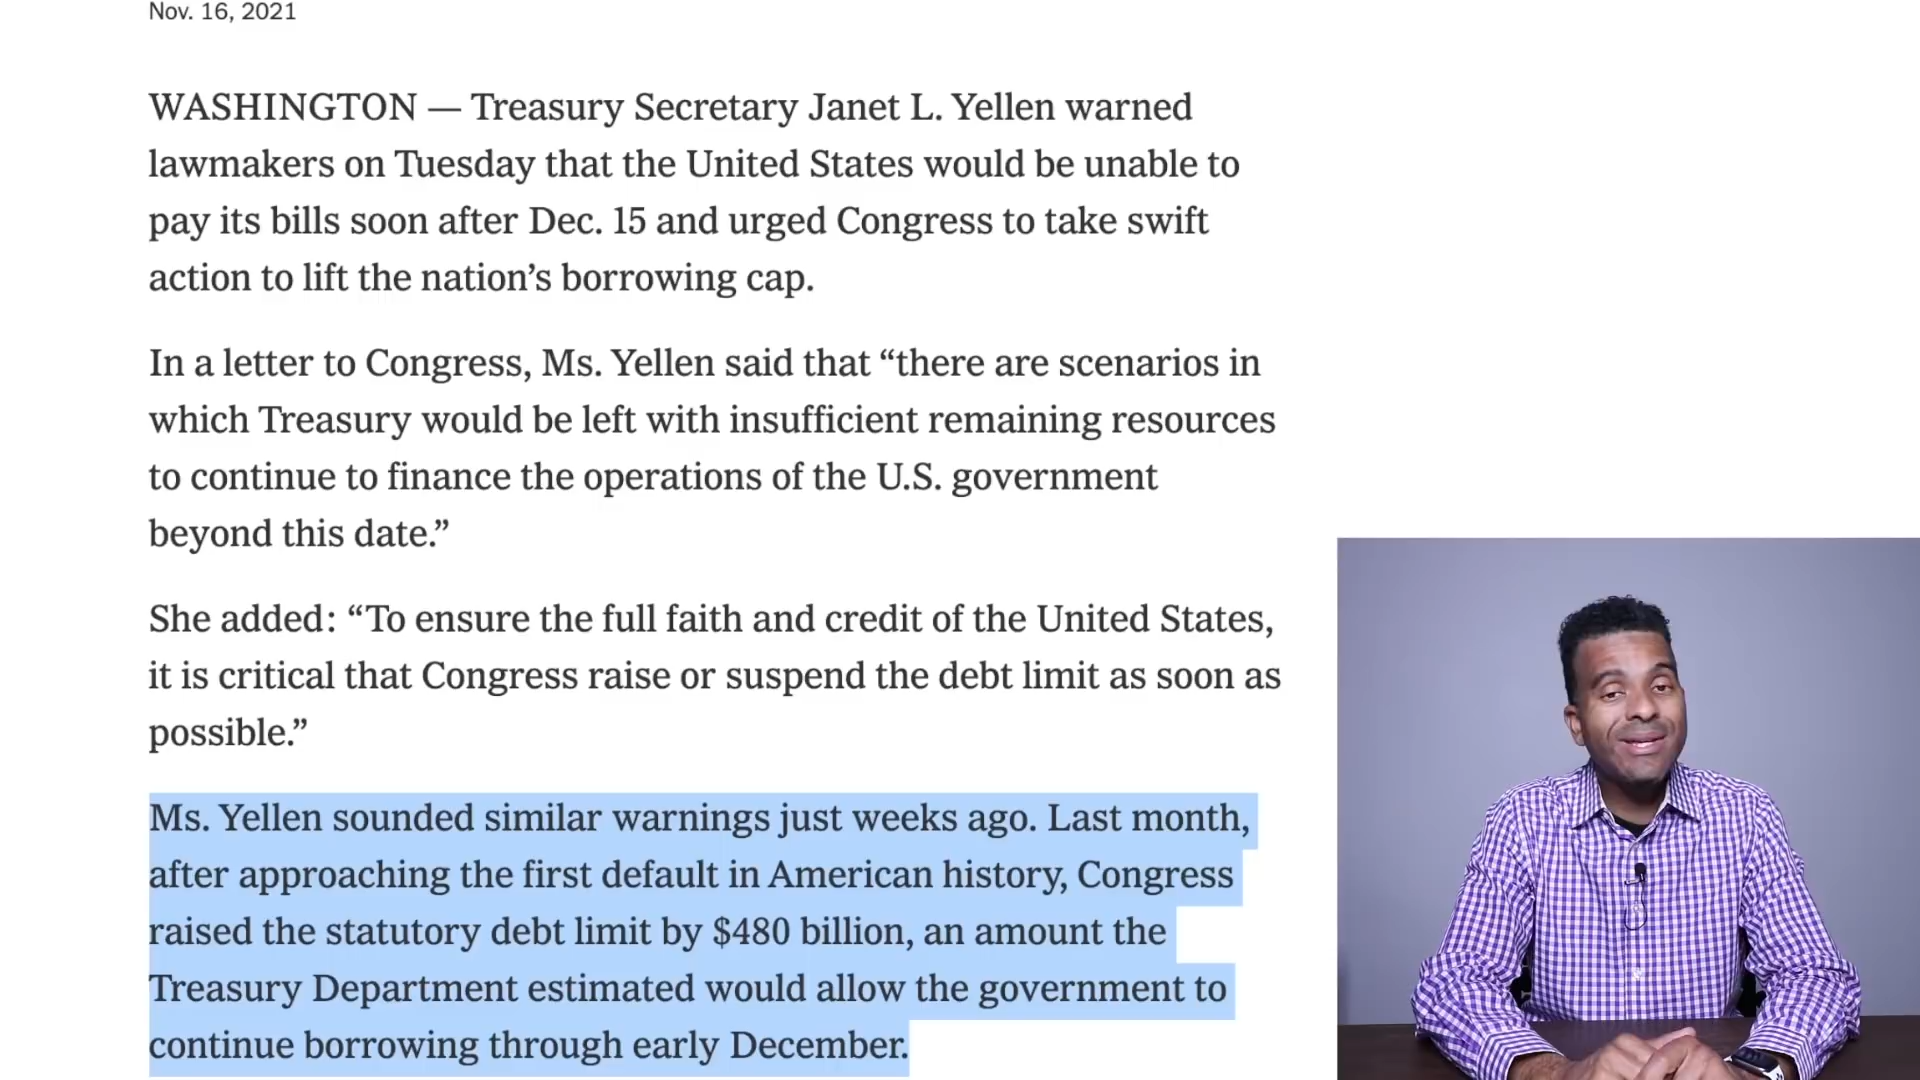 Nov. 16, 2021
WASHINGTON — Treasury Secretary Janet L. Yellen warned
lawmakers on Tuesday that the United States would be unable to
pay its bills soon after Dec. 15 and urged Congress to take swift
action to lift the nation’s borrowing cap.
In a letter to Congress, Ms. Yellen said that “there are scenarios in
which Treasury would be left with insufficient remaining resources
to continue to finance the operations of the U.S. government
beyond this date.”
She added: “To ensure the full faith and credit of the United States,
it is critical that Congress raise or suspend the debt limit as soon as
possible.”
Ms. Yellen sounded similar warnings just weeks ago. Last month,
after approaching the first default in American history, Congress
raised the statutory debt limit by $480 billion, an amount the
Treasury Department estimated would allow the government to
continue borrowing through early December.